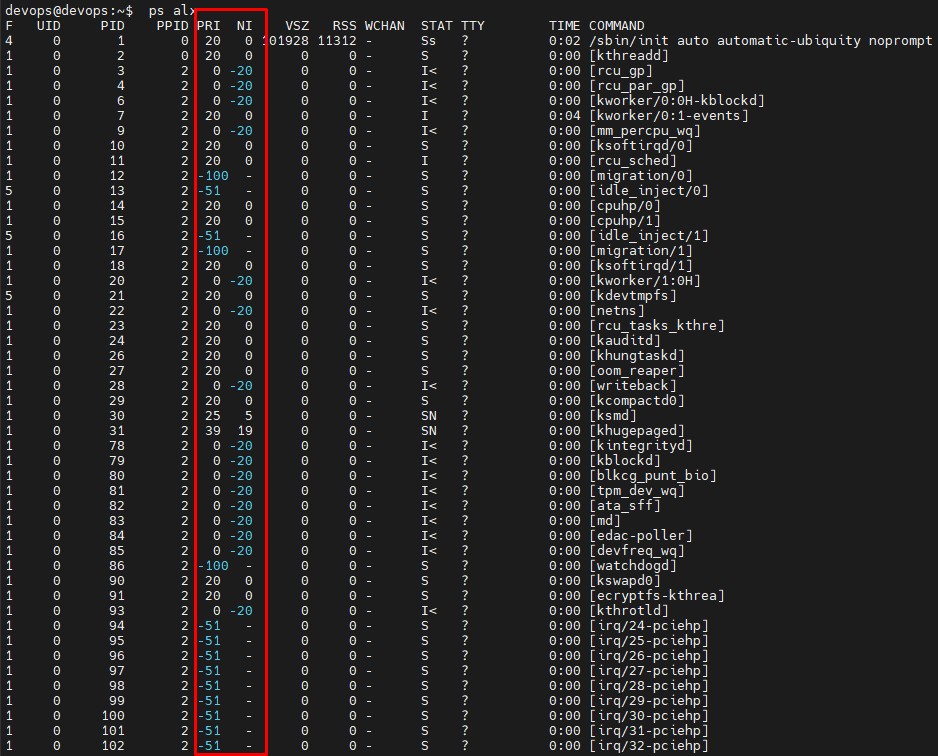 devops@devops:~$  ps alx
F   UID     PID    PPID PRI  NI    VSZ   RSS WCHAN  STAT TTY          TIME COMMAND
4     0       1       0  20   0 101928 11312 -      Ss   ?            0:02 /sbin/init auto automatic-ubiquity noprompt
1     0       2       0  20   0      0     0 -      S    ?            0:00 [kthreadd]
1     0       3       2   0 -20      0     0 -      I<   ?            0:00 [rcu_gp]
1     0       4       2   0 -20      0     0 -      I<   ?            0:00 [rcu_par_gp]
1     0       6       2   0 -20      0     0 -      I<   ?            0:00 [kworker/0:0H-kblockd]
1     0       7       2  20   0      0     0 -      I    ?            0:04 [kworker/0:1-events]
1     0       9       2   0 -20      0     0 -      I<   ?            0:00 [mm_percpu_wq]
1     0      10       2  20   0      0     0 -      S    ?            0:00 [ksoftirqd/0]
1     0      11       2  20   0      0     0 -      I    ?            0:00 [rcu_sched]
1     0      12       2 -100  -      0     0 -      S    ?            0:00 [migration/0]
5     0      13       2 -51   -      0     0 -      S    ?            0:00 [idle_inject/0]
1     0      14       2  20   0      0     0 -      S    ?            0:00 [cpuhp/0]
1     0      15       2  20   0      0     0 -      S    ?            0:00 [cpuhp/1]
5     0      16       2 -51   -      0     0 -      S    ?            0:00 [idle_inject/1]
1     0      17       2 -100  -      0     0 -      S    ?            0:00 [migration/1]
1     0      18       2  20   0      0     0 -      S    ?            0:00 [ksoftirqd/1]
1     0      20       2   0 -20      0     0 -      I<   ?            0:00 [kworker/1:0H]
5     0      21       2  20   0      0     0 -      S    ?            0:00 [kdevtmpfs]
1     0      22       2   0 -20      0     0 -      I<   ?            0:00 [netns]
1     0      23       2  20   0      0     0 -      S    ?            0:00 [rcu_tasks_kthre]
1     0      24       2  20   0      0     0 -      S    ?            0:00 [kauditd]
1     0      26       2  20   0      0     0 -      S    ?            0:00 [khungtaskd]
1     0      27       2  20   0      0     0 -      S    ?            0:00 [oom_reaper]
1     0      28       2   0 -20      0     0 -      I<   ?            0:00 [writeback]
1     0      29       2  20   0      0     0 -      S    ?            0:00 [kcompactd0]
1     0      30       2  25   5      0     0 -      SN   ?            0:00 [ksmd]
1     0      31       2  39  19      0     0 -      SN   ?            0:00 [khugepaged]
1     0      78       2   0 -20      0     0 -      I<   ?            0:00 [kintegrityd]
1     0      79       2   0 -20      0     0 -      I<   ?            0:00 [kblockd]
1     0      80       2   0 -20      0     0 -      I<   ?            0:00 [blkcg_punt_bio]
1     0      81       2   0 -20      0     0 -      I<   ?            0:00 [tpm_dev_wq]
1     0      82       2   0 -20      0     0 -      I<   ?            0:00 [ata_sff]
1     0      83       2   0 -20      0     0 -      I<   ?            0:00 [md]
1     0      84       2   0 -20      0     0 -      I<   ?            0:00 [edac-poller]
1     0      85       2   0 -20      0     0 -      I<   ?            0:00 [devfreq_wq]
1     0      86       2 -100  -      0     0 -      S    ?            0:00 [watchdogd]
1     0      90       2  20   0      0     0 -      S    ?            0:00 [kswapd0]
1     0      91       2  20   0      0     0 -      S    ?            0:00 [ecryptfs-kthrea]
1     0      93       2   0 -20      0     0 -      I<   ?            0:00 [kthrotld]
1     0      94       2 -51   -      0     0 -      S    ?            0:00 [irq/24-pciehp]
1     0      95       2 -51   -      0     0 -      S    ?            0:00 [irq/25-pciehp]
1     0      96       2 -51   -      0     0 -      S    ?            0:00 [irq/26-pciehp]
1     0      97       2 -51   -      0     0 -      S    ?            0:00 [irq/27-pciehp]
1     0      98       2 -51   -      0     0 -      S    ?            0:00 [irq/28-pciehp]
1     0      99       2 -51   -      0     0 -      S    ?            0:00 [irq/29-pciehp]
1     0     100       2 -51   -      0     0 -      S    ?            0:00 [irq/30-pciehp]
1     0     101       2 -51   -      0     0 -      S    ?            0:00 [irq/31-pciehp]
1     0     102       2 -51   -      0     0 -      S    ?            0:00 [irq/32-pciehp]